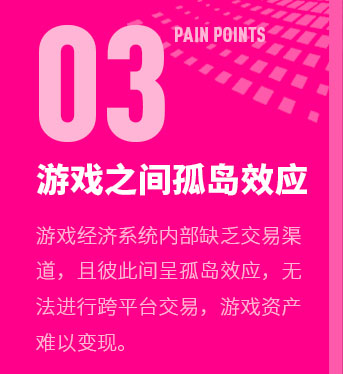 03
PAIN POINTS
游戏之间孤岛效应
游戏经济系统内部缺乏交易渠
道，且彼此间呈孤岛效应，无
法进行跨平台交易，游戏资产
难以变现。